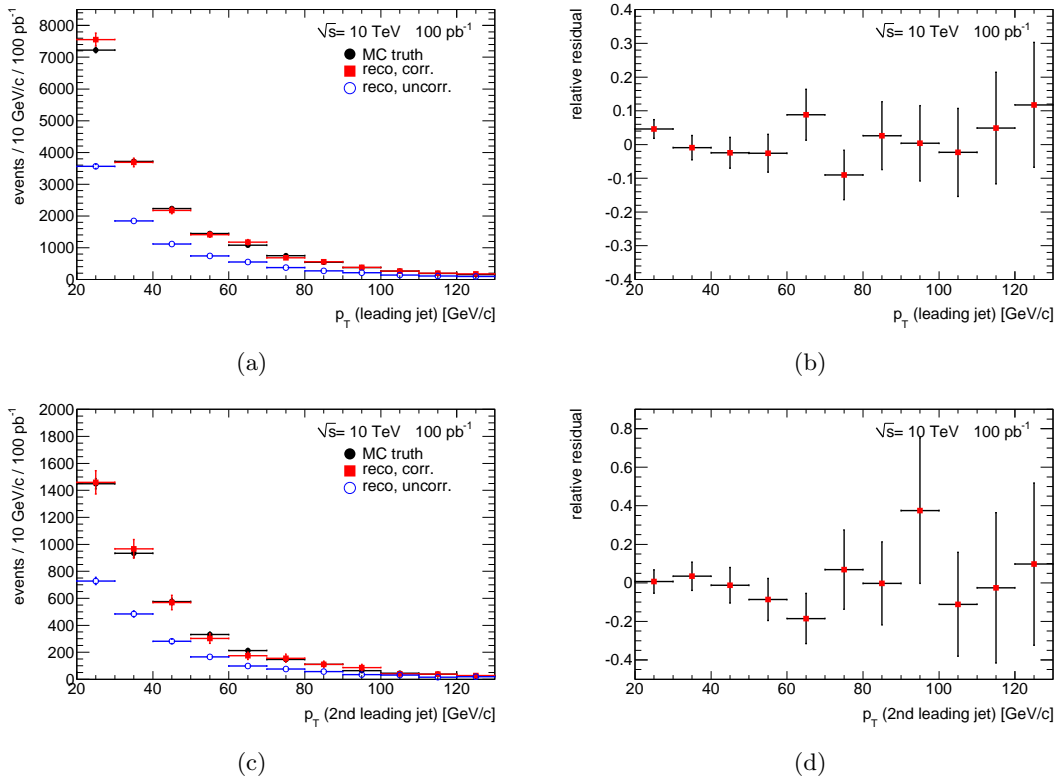 events / 10 GeV/c / 100 pb⁻¹
8000
7000
6000
5000
4000
3000
2000
1000
0
√s= 10 TeV 100 pb⁻¹
MC truth
reco, corr.
reco, uncorr.
20 40 60 80 100 120
p_T (leading jet) [GeV/c]
(a)
relative residual
0.4
0.3
0.2
0.1
0
-0.1
-0.2
-0.3
-0.4
√s= 10 TeV 100 pb⁻¹
20 40 60 80 100 120
p_T (leading jet) [GeV/c]
(b)
events / 10 GeV/c / 100 pb⁻¹
2000
1800
1600
1400
1200
1000
800
600
400
200
0
√s= 10 TeV 100 pb⁻¹
MC truth
reco, corr.
reco, uncorr.
20 40 60 80 100 120
p_T (2nd leading jet) [GeV/c]
(c)
relative residual
0.8
0.6
0.4
0.2
0
-0.2
-0.4
√s= 10 TeV 100 pb⁻¹
20 40 60 80 100 120
p_T (2nd leading jet) [GeV/c]
(d)